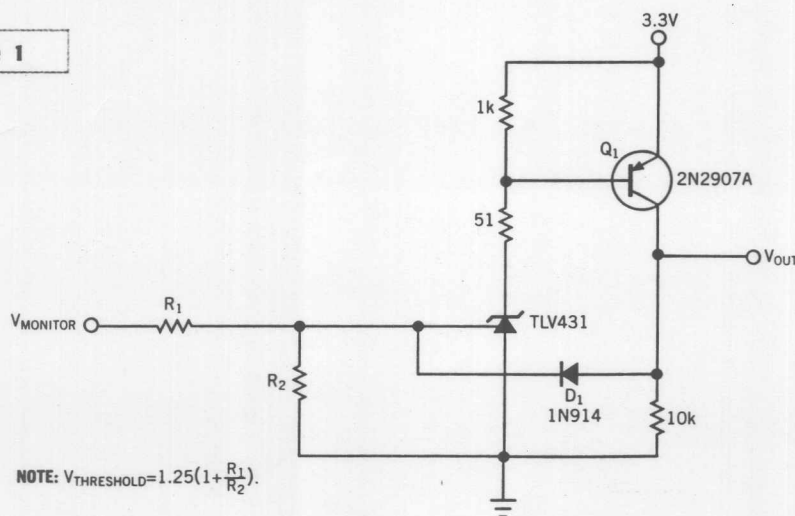 1
3.3V
1k
Q1
2N2907A
51
VOUT
R1
VMONITOR
TLV431
R2
D1
1N914
10k
NOTE: VTHRESHOLD=1.25(1+R1/R2).